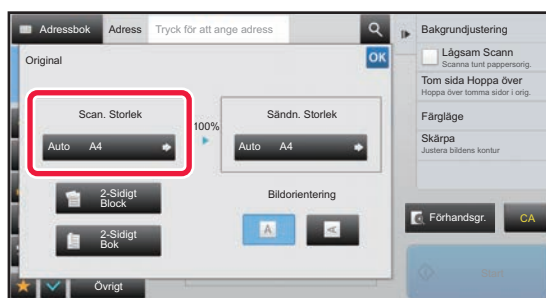 Adressbok
Adress
Tryck för att ange adress
Original
OK
Scan. Storlek
Auto A4
100%
Sändn. Storlek
Auto A4
2-Sidigt
Block
2-Sidigt
Bok
Bildorientering
A
A
Övrigt
Bakgrundjustering
Lågsam Scann
Scanna tunt pappersorig.
Tom sida Hoppa över
Hoppa över tomma sidor i orig.
Färgläge
Skärpa
Justera bildens kontur
Förhandsgr.
CA
Start